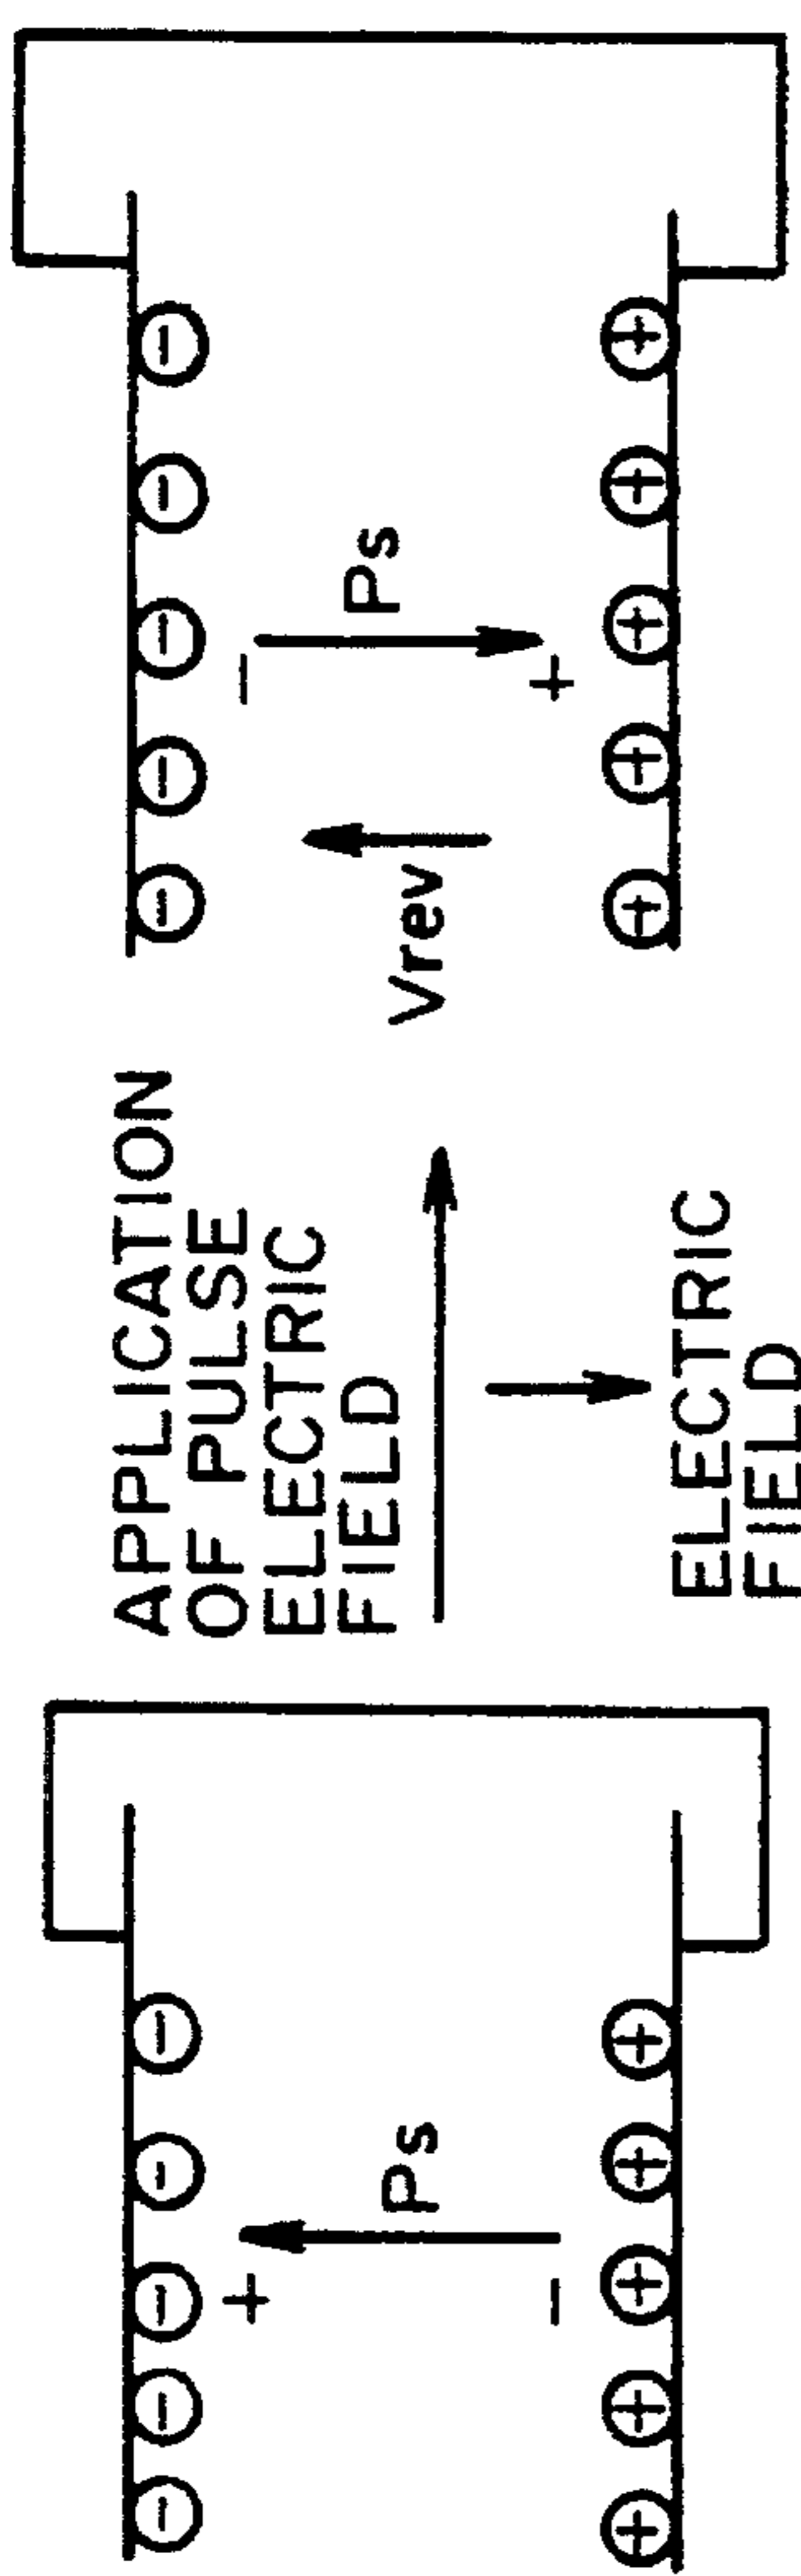 Ps
APPLICATION
OF PULSE
ELECTRIC
FIELD
ELECTRIC
FIELD
Vrev
Ps